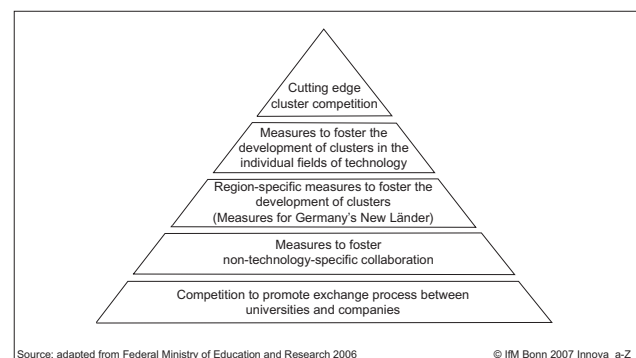 Cutting edge
cluster competition
Measures to foster the
development of clusters in the
individual fields of technology
Region-specific measures to foster the
development of clusters
(Measures for Germany's New Länder)
Measures to foster
non-technology-specific collaboration
Competition to promote exchange process between
universities and companies
Source: adapted from Federal Ministry of Education and Research 2006
© IfM Bonn 2007 Innova_a-Z